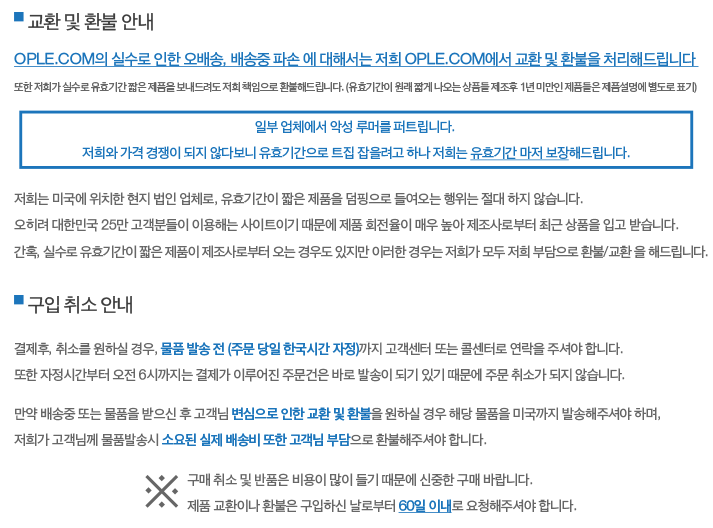 교환 및 환불 안내
OPLE.COM의 실수로 인한 오배송, 배송중 파손 에 대해서는 저희 OPLE.COM에서 교환 및 환불을 처리해드립니다
또한 저희가 실수로 유효기간 짧은 제품을 보내드려도 저희 책임으로 환불해드립니다. (유효기간이 원래 짧게 나오는 상품들 제조후 1년 미만인 제품들은 제품설명에 별도로 표기)
일부 업체에서 악성 루머를 퍼트립니다.
저희와 가격 경쟁이 되지 않다보니 유효기간으로 트집 잡을려고 하나 저희는 유효기간 마저 보장해드립니다.
저희는 미국에 위치한 현지 법인 업체로, 유효기간이 짧은 제품을 덤핑으로 들여오는 행위는 절대 하지 않습니다.
오히려 대한민국 25만 고객분들이 이용해는 사이트이기 때문에 제품 회전율이 매우 높아 제조사로부터 최근 상품을 입고 받습니다.
간혹, 실수로 유효기간이 짧은 제품이 제조사로부터 오는 경우도 있지만 이러한 경우는 저희가 모두 저희 부담으로 환불/교환 을 해드립니다.
구입 취소 안내
결제후, 취소를 원하실 경우, 물품 발송 전 (주문 당일 한국시간 자정)까지 고객센터 또는 콜센터로 연락을 주셔야 합니다.
또한 자정시간부터 오전 6시까지는 결제가 이루어진 주문건은 바로 발송이 되기 있기 때문에 주문 취소가 되지 않습니다.
만약 배송중 또는 물품을 받으신 후 고객님 변심으로 인한 교환 및 환불을 원하실 경우 해당 물품을 미국까지 발송해주셔야 하며,
저희가 고객님께 물품발송시 소요된 실제 배송비 또한 고객님 부담으로 환불해주셔야 합니다.
※ 구매 취소 및 반품은 비용이 많이 들기 때문에 신중한 구매 바랍니다.
제품 교환이나 환불은 구입하신 날로부터 60일 이내로 요청해주셔야 합니다.